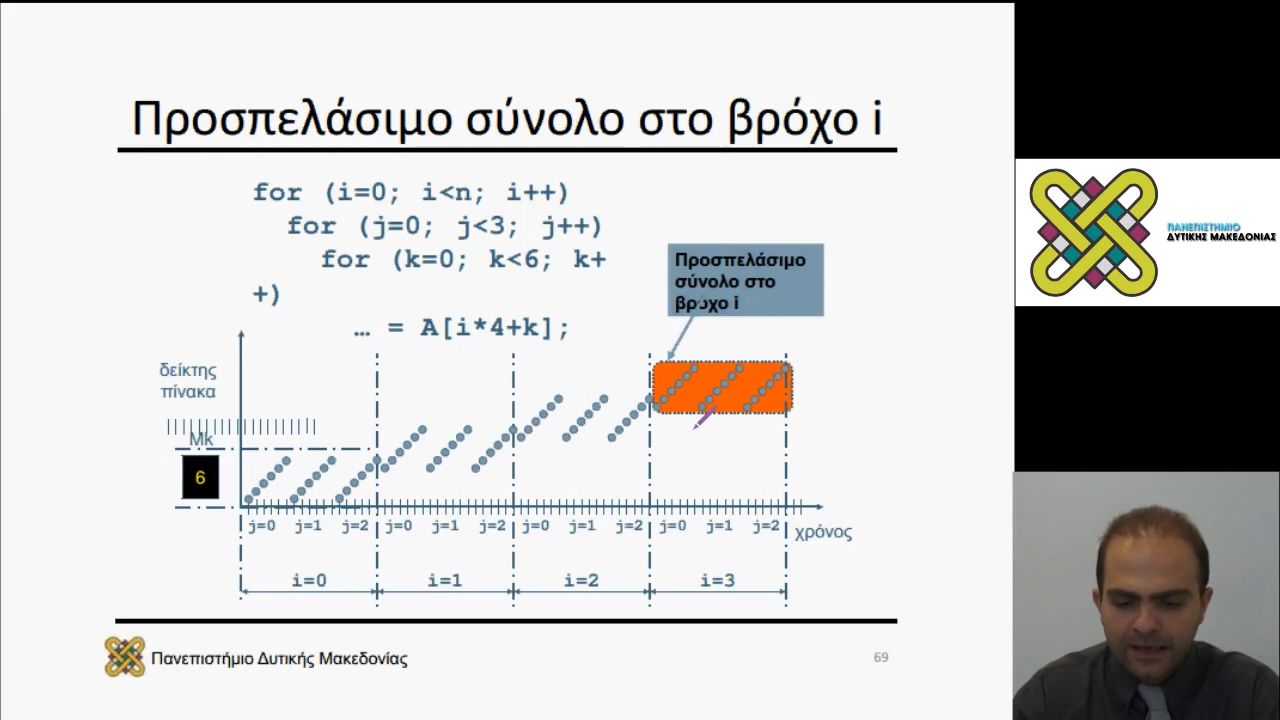 Προσπελάσιμο σύνολο στο βρόχο i
for (i=0; i<n; i++)
for (j=0; j<3; j++)
for (k=0; k<6; k+
+)
… = A[i*4+k];
Προσπελάσιμο
σύνολο στο
βρόχο i
δείκτης
πίνακα
Mk
6
j=0 j=1 j=2 j=0 j=1 j=2 j=0 j=1 j=2 j=0 j=1 j=2
χρόνος
i=0 i=1 i=2 i=3
Πανεπιστήμιο Δυτικής Μακεδονίας
69
ΠΑΝΕΠΙΣΤΗΜΙΟ
ΔΥΤΙΚΗΣ ΜΑΚΕΔΟΝΙΑΣ